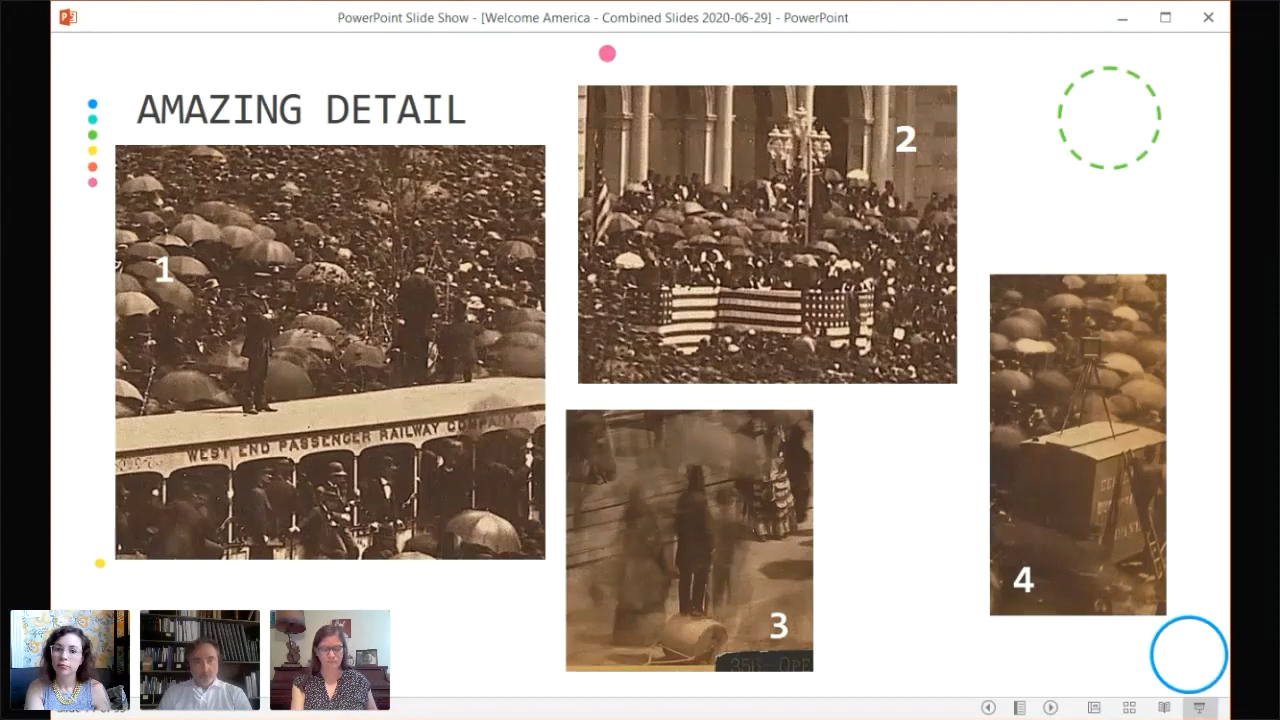 PowerPoint Slide Show - [Welcome America - Combined Slides 2020-06-29] - PowerPoint
AMAZING DETAIL
1
WEST END PASSENGER RAILWAY COMPANY
2
3
4